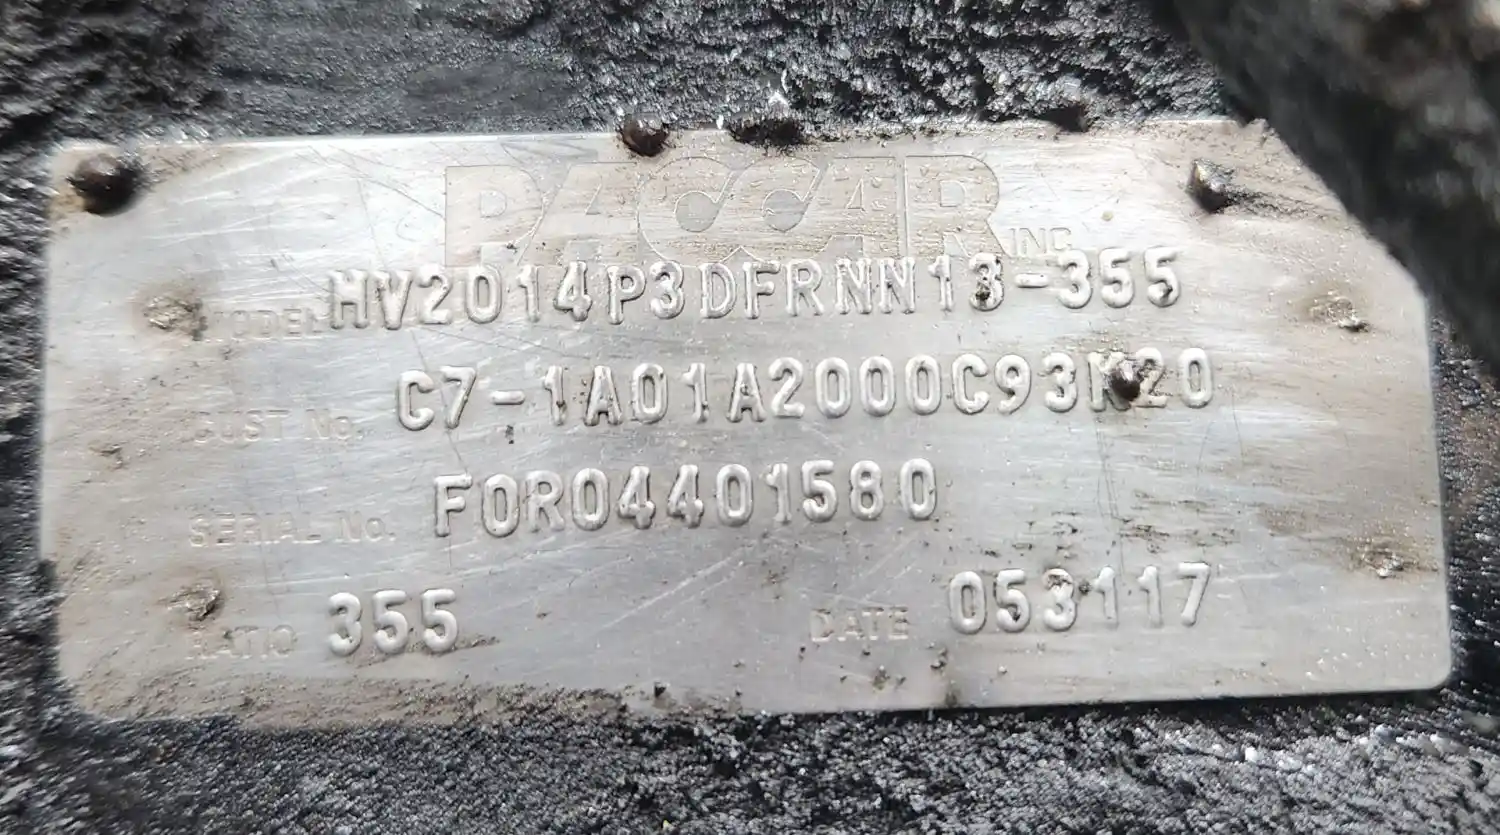 PACCAR INC
MODEL HV2014P3DFRNN13-355
CUST No. C7-1A01A2000C93K20
SERIAL No. F0R04401580
RATIO 355 DATE 053117